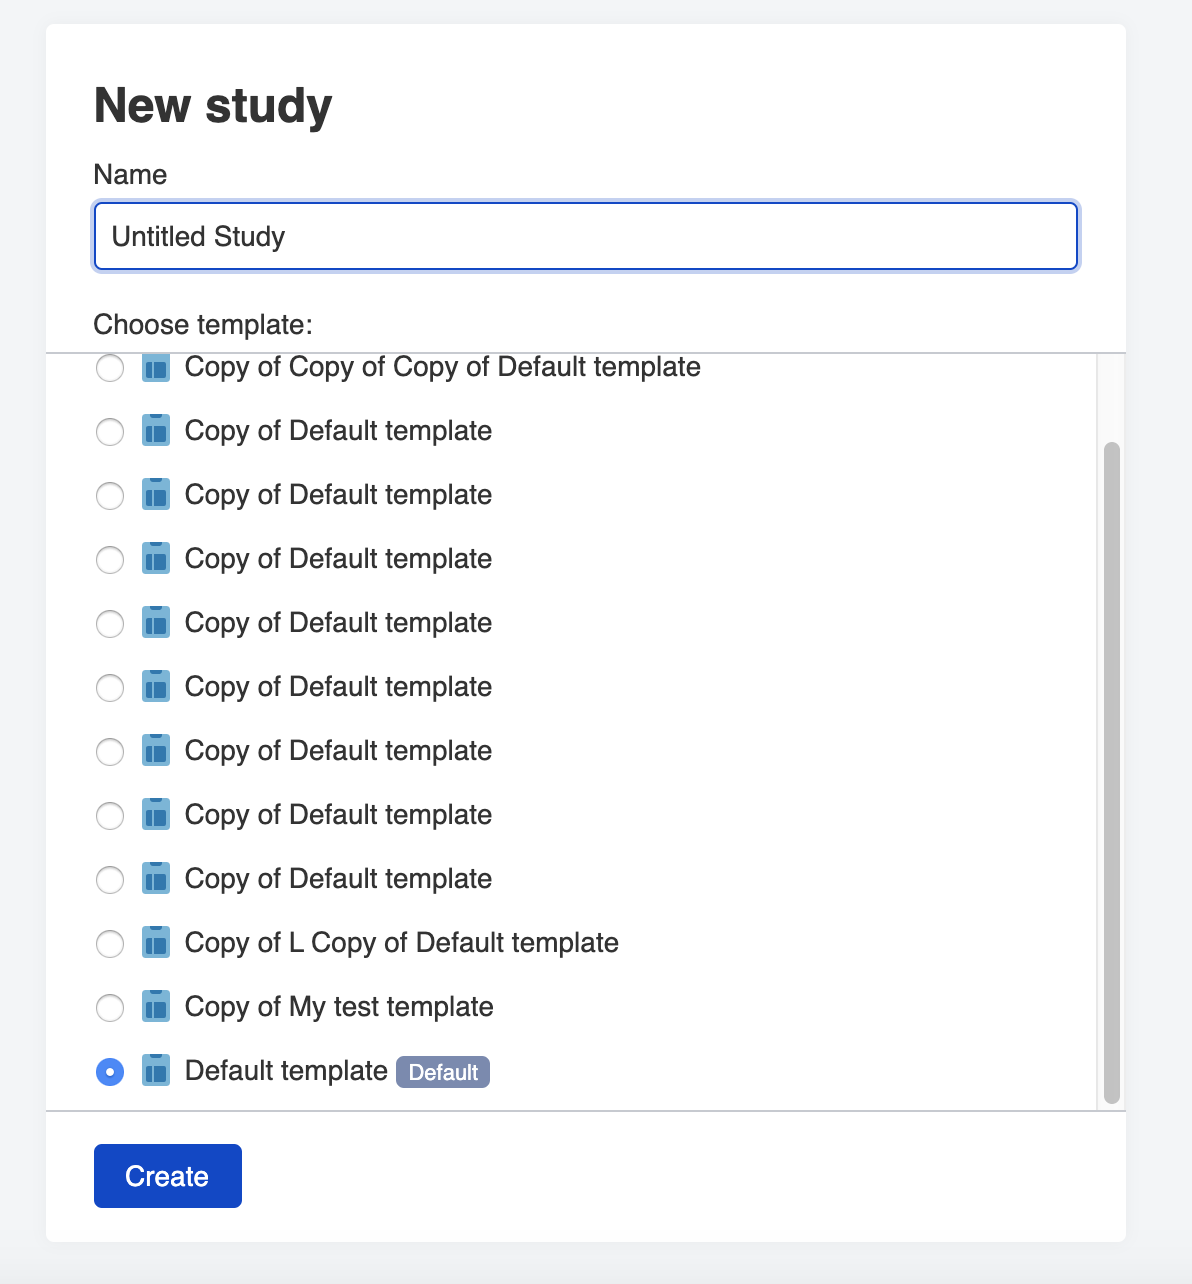 New study
Name
Untitled Study
Choose template:
Copy of Copy of Copy of Default template
Copy of Default template
Copy of Default template
Copy of Default template
Copy of Default template
Copy of Default template
Copy of Default template
Copy of Default template
Copy of Default template
Copy of L Copy of Default template
Copy of My test template
Default template Default
Create